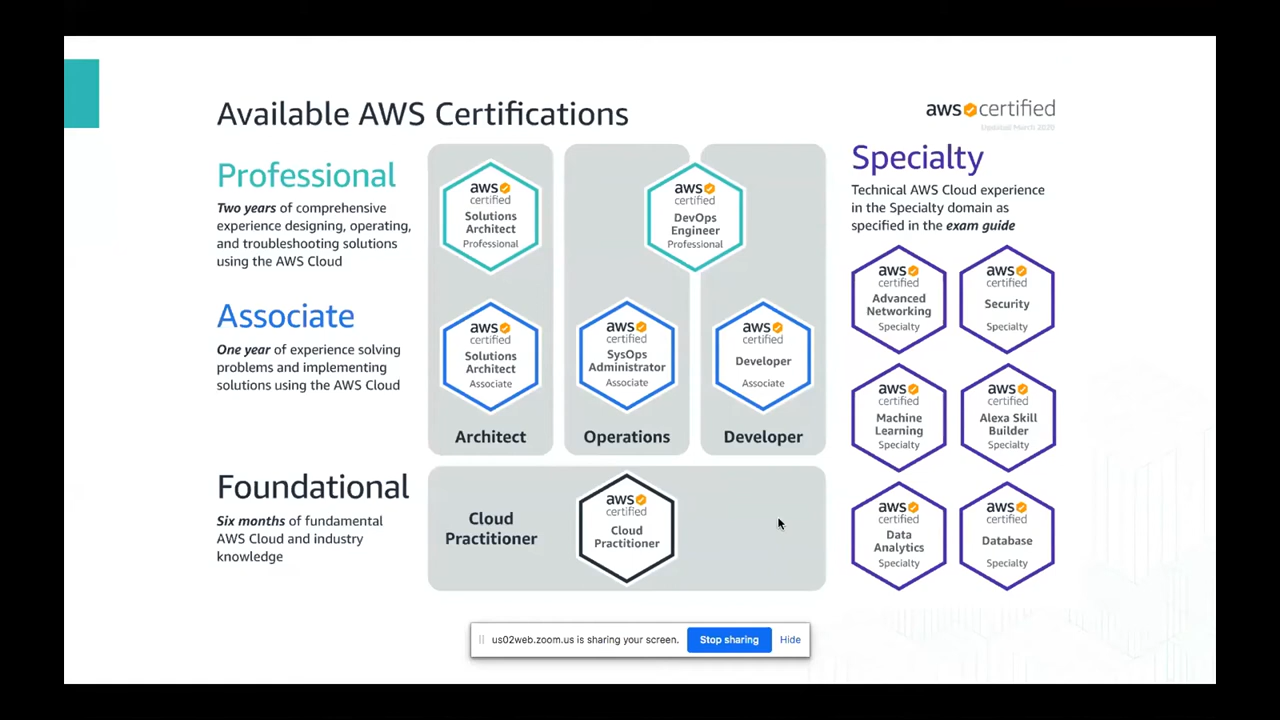 Available AWS Certifications
aws certified
Updated March 2020
Professional
Two years of comprehensive
experience designing, operating,
and troubleshooting solutions
using the AWS Cloud
aws
certified
Solutions
Architect
Professional
aws
certified
DevOps
Engineer
Professional
Associate
One year of experience solving
problems and implementing
solutions using the AWS Cloud
aws
certified
Solutions
Architect
Associate
aws
certified
SysOps
Administrator
Associate
aws
certified
Developer
Associate
Architect
Operations
Developer
Foundational
Six months of fundamental
AWS Cloud and industry
knowledge
Cloud
Practitioner
aws
certified
Cloud
Practitioner
Specialty
Technical AWS Cloud experience
in the Specialty domain as
specified in the exam guide
aws
certified
Advanced
Networking
Specialty
aws
certified
Security
Specialty
aws
certified
Machine
Learning
Specialty
aws
certified
Alexa Skill
Builder
Specialty
aws
certified
Data
Analytics
Specialty
aws
certified
Database
Specialty
us02web.zoom.us is sharing your screen.
Stop sharing
Hide